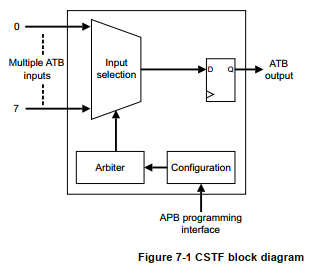 0
Multiple ATB
inputs
7
Input
selection
D
Q
ATB
output
Arbiter
Configuration
APB programming
interface
Figure 7-1 CSTF block diagram